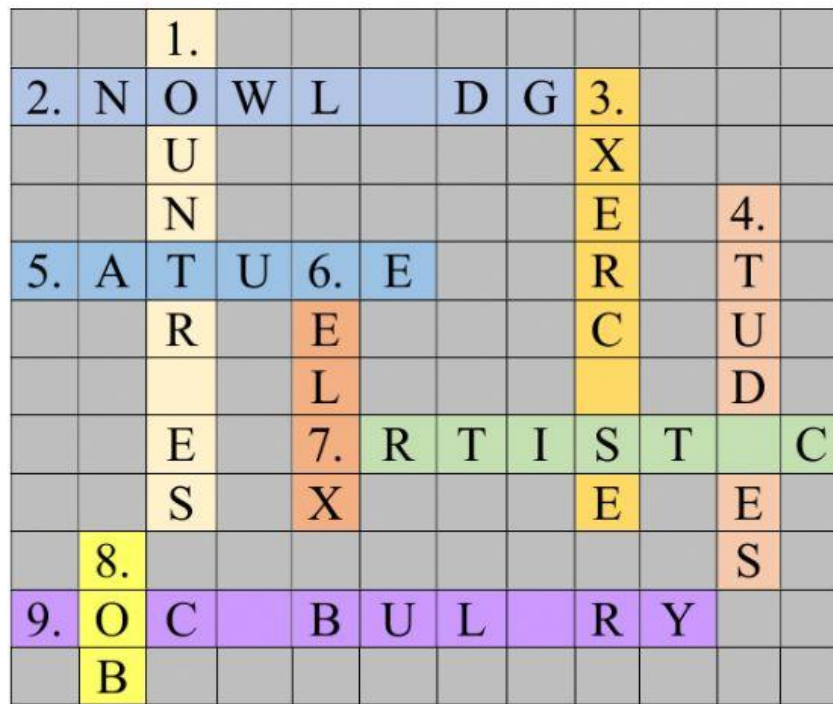 1.
2. N O W L D G 3.
U X
N E 4.
5. A T U 6. E R T
R E C U
L D
E 7. R T I S T C
S X E E
8. S
9. O C B U L R Y
B